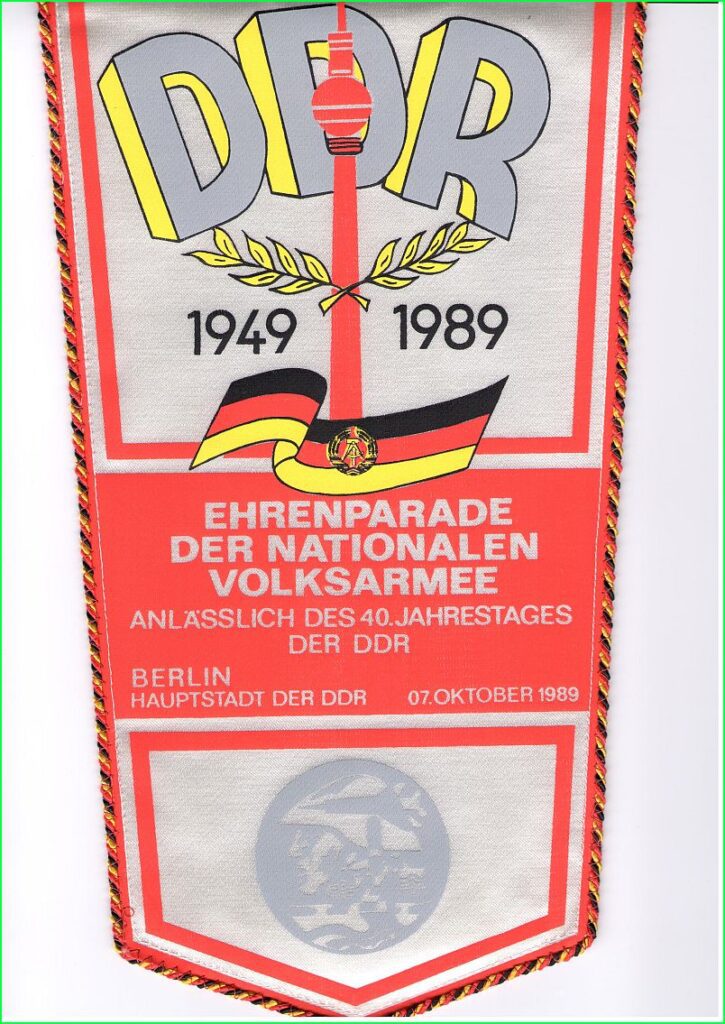 DDR
1949 1989
EHRENPARADE
DER NATIONALEN
VOLKSARMEE
ANLÄSSLICH DES 40. JAHRESTAGES
DER DDR
BERLIN
HAUPTSTADT DER DDR 07. OKTOBER 1989